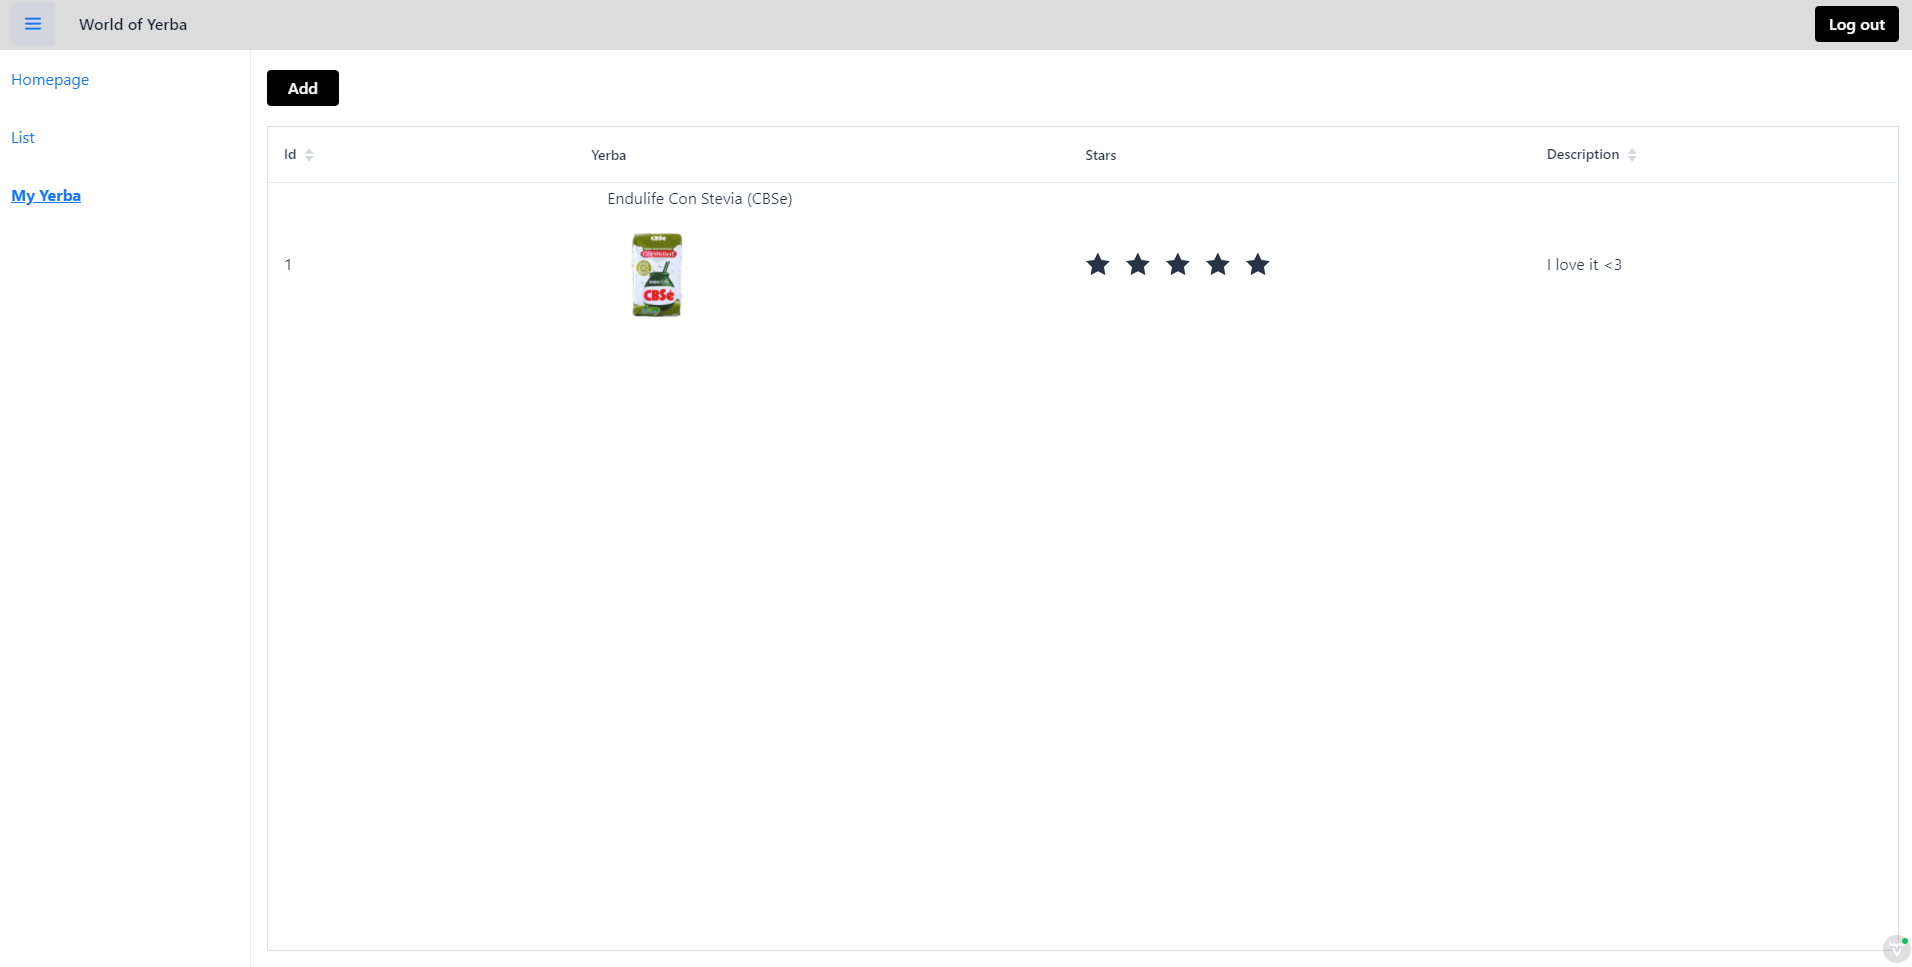 World of Yerba
Log out
Homepage
List
My Yerba
Add
Id Yerba Stars Description
Endulife Con Stevia (CBSe)
CBSe
CBSé
1
I love it <3